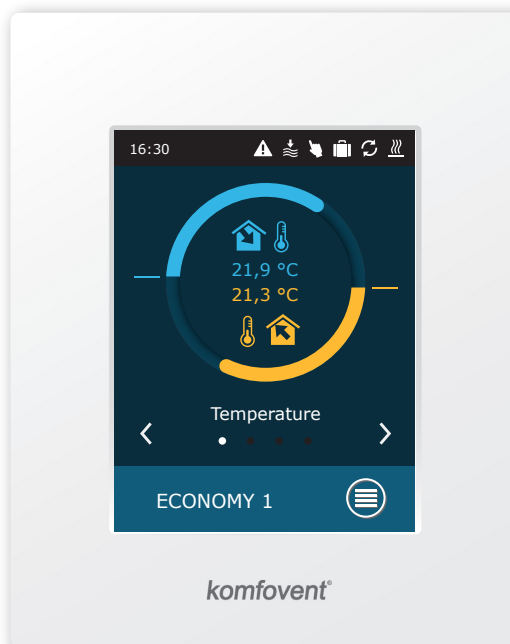 16:30
21,9 °C
21,3 °C
Temperature
ECONOMY 1
komfovent®